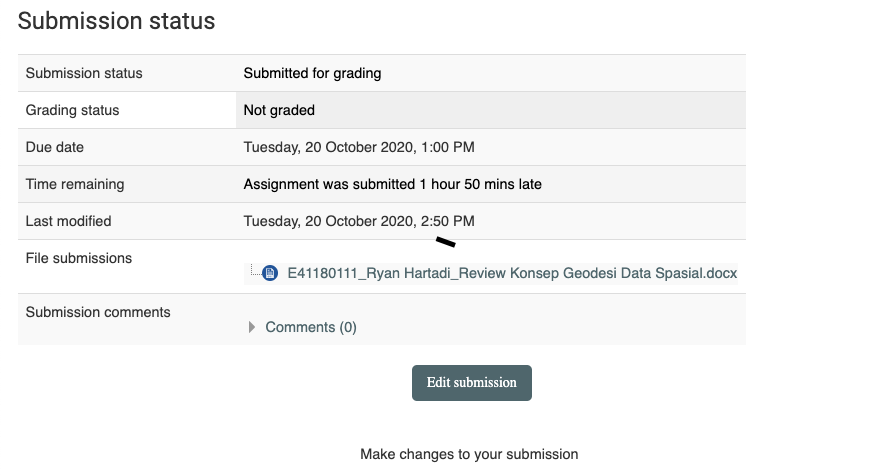 Submission status
Submission status Submitted for grading
Grading status Not graded
Due date Tuesday, 20 October 2020, 1:00 PM
Time remaining Assignment was submitted 1 hour 50 mins late
Last modified Tuesday, 20 October 2020, 2:50 PM
File submissions
E41180111_Ryan Hartadi_Review Konsep Geodesi Data Spasial.docx
Submission comments
Comments (0)
Edit submission
Make changes to your submission